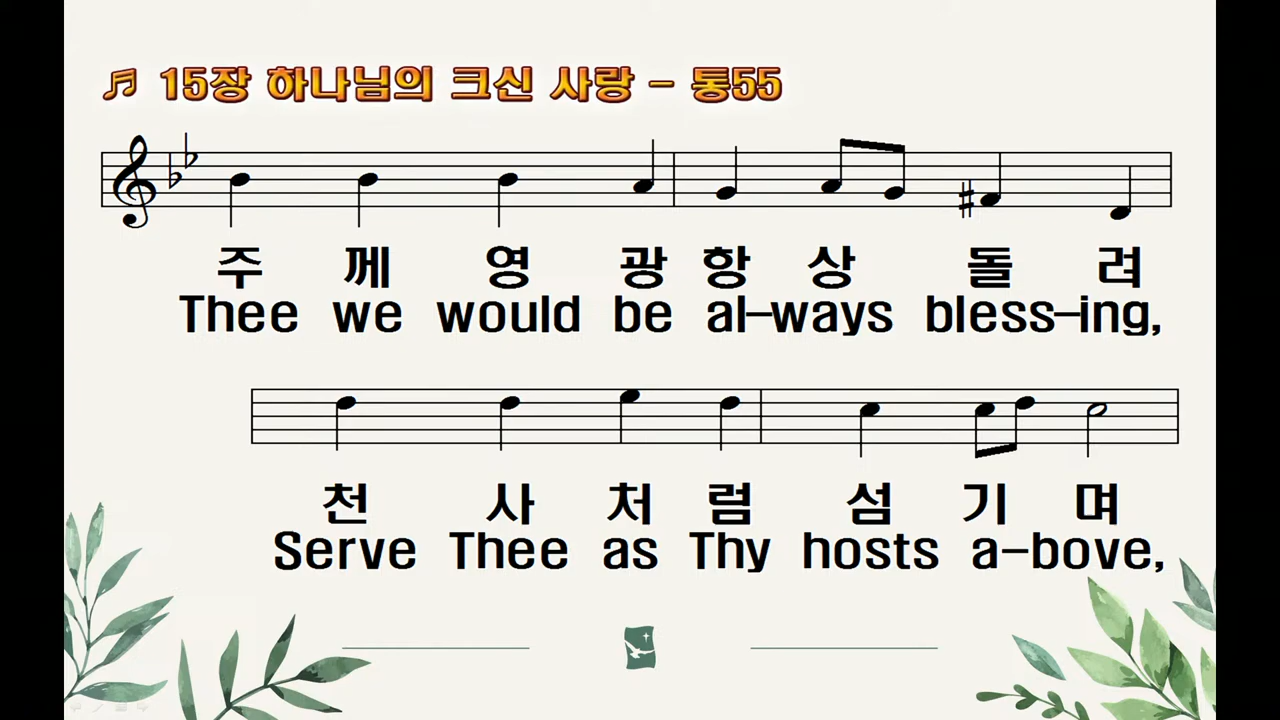 ♬ 15장 하나님의 크신 사랑 - 통55
주 께 영 광 항 상 돌 려
Thee we would be al-ways bless-ing,
천 사 처 럼 섬 기 며
Serve Thee as Thy hosts a-bove,